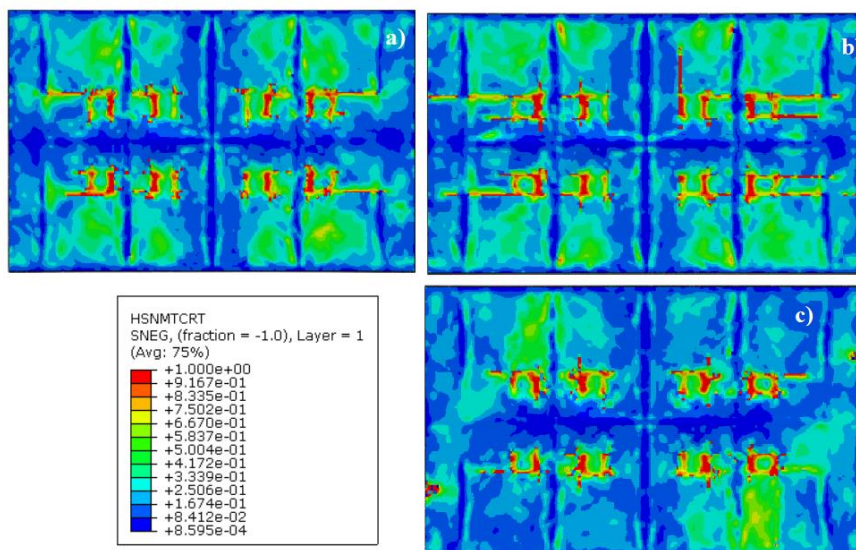 a)
b)
HSNMTCRT
SNEG, (fraction = -1.0), Layer = 1
(Avg: 75%)
+1.000e+00
+9.167e-01
+8.335e-01
+7.502e-01
+6.670e-01
+5.837e-01
+5.004e-01
+4.172e-01
+3.339e-01
+2.506e-01
+1.674e-01
+8.412e-02
+8.595e-04
c)